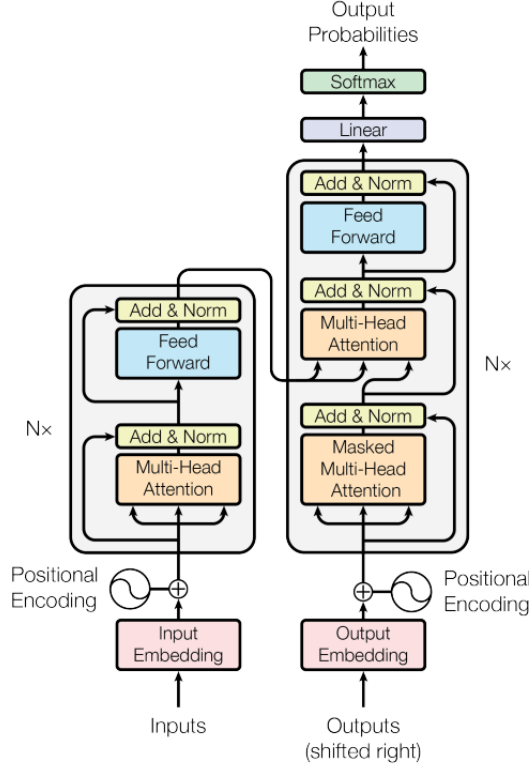 Output
Probabilities
Softmax
Linear
Add & Norm
Feed
Forward
Add & Norm
Multi-Head
Attention
Add & Norm
Masked
Multi-Head
Attention
N×
Positional
Encoding
Output
Embedding
Outputs
(shifted right)
Add & Norm
Feed
Forward
Add & Norm
Multi-Head
Attention
N×
Positional
Encoding
Input
Embedding
Inputs